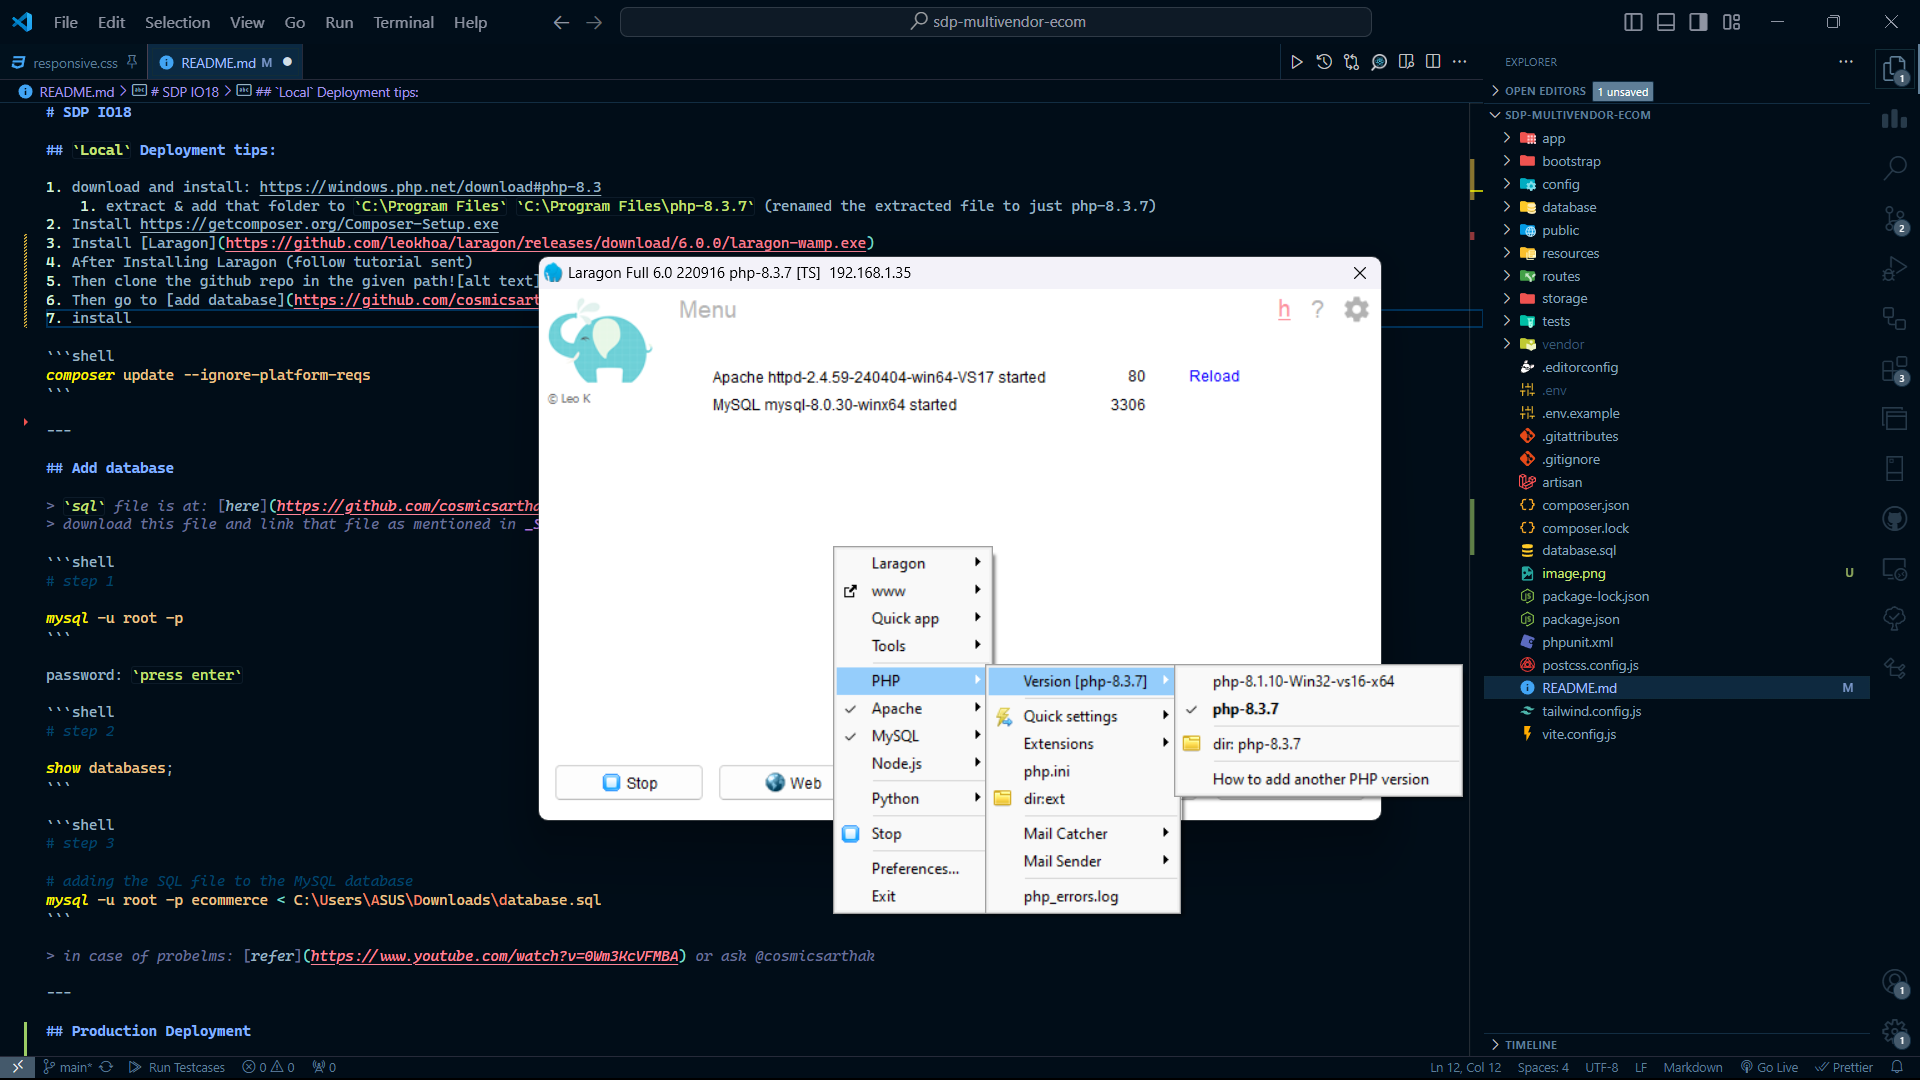 File Edit Selection View Go Run Terminal Help
sdp-multivendor-ecom
responsive.css
README.md M
README.md > # SDP IO18 > ## `Local` Deployment tips:
# SDP IO18
## `Local` Deployment tips:
1. download and install: https://windows.php.net/download#php-8.3
1. extract & add that folder to `C:\Program Files` `C:\Program Files\php-8.3.7` (renamed the extracted file to just php-8.3.7)
2. Install https://getcomposer.org/Composer-Setup.exe
3. Install [Laragon](https://github.com/leokhoa/laragon/releases/download/6.0.0/laragon-wamp.exe)
4. After Installing Laragon (follow tutorial sent)
5. Then clone the github repo in the given path![alt text]
6. Then go to [add database](https://github.com/cosmicsart
7. install
```shell
composer update --ignore-platform-reqs
```
---
## Add database
> `sql` file is at: [here](https://github.com/cosmicsartha
> download this file and link that file as mentioned in _S
```shell
# step 1
mysql -u root -p
```
password: `press enter`
```shell
# step 2
show databases;
```
```shell
# step 3
# adding the SQL file to the MySQL database
mysql -u root -p ecommerce < C:\Users\ASUS\Downloads\database.sql
```
> in case of probelms: [refer](https://www.youtube.com/watch?v=0Wm3KcVFMBA) or ask @cosmicsarthak
---
## Production Deployment
Laragon Full 6.0 220916 php-8.3.7 [TS] 192.168.1.35
Menu
h ?
© Leo K
Apache httpd-2.4.59-240404-win64-VS17 started 80 Reload
MySQL mysql-8.0.30-winx64 started 3306
Stop
Web
Laragon
www
Quick app
Tools
PHP
Apache
MySQL
Node.js
Python
Stop
Preferences...
Exit
Version [php-8.3.7]
Quick settings
Extensions
php.ini
dir:ext
Mail Catcher
Mail Sender
php_errors.log
php-8.1.10-Win32-vs16-x64
php-8.3.7
dir: php-8.3.7
How to add another PHP version
EXPLORER
OPEN EDITORS 1 unsaved
SDP-MULTIVENDOR-ECOM
app
bootstrap
config
database
public
resources
routes
storage
tests
vendor
.editorconfig
.env
.env.example
.gitattributes
.gitignore
artisan
composer.json
composer.lock
database.sql
image.png U
package-lock.json
package.json
phpunit.xml
postcss.config.js
README.md M
tailwind.config.js
vite.config.js
TIMELINE
1
2
3
1
1
main* Run Testcases 0 0 0
Ln 12, Col 12 Spaces: 4 UTF-8 LF Markdown Go Live Prettier